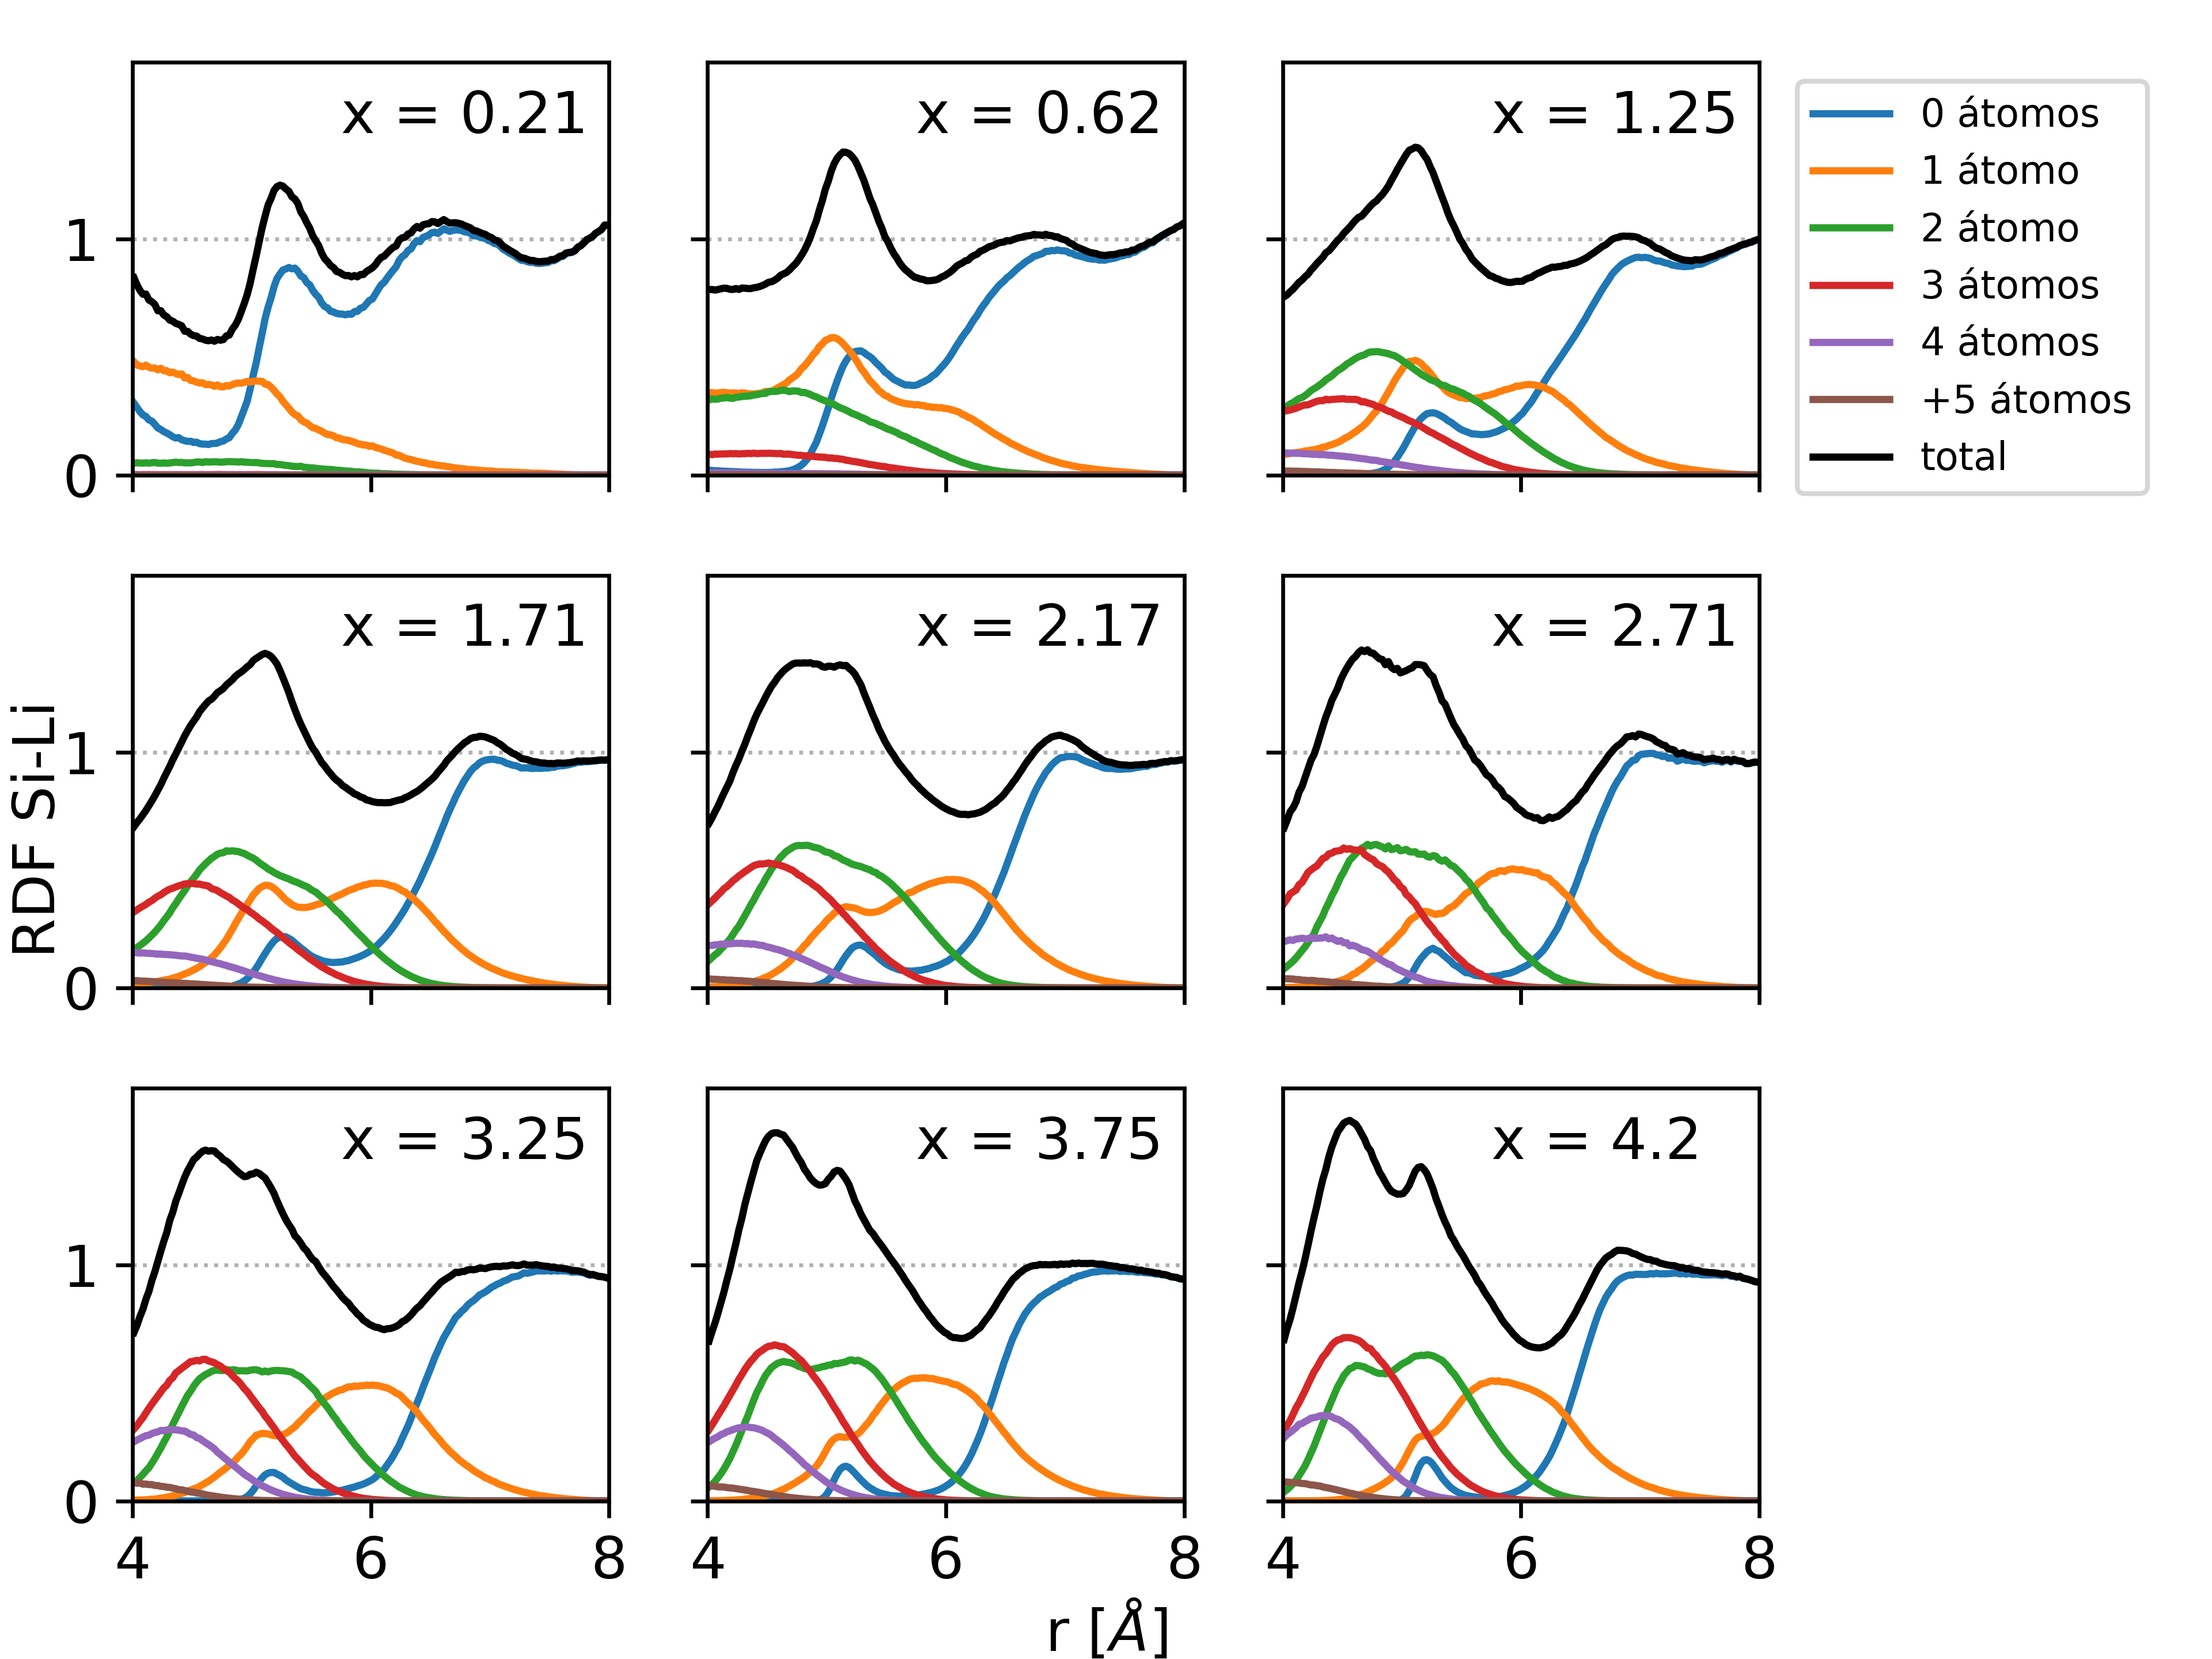 x = 0.21
x = 0.62
x = 1.25
0 átomos
1 átomo
2 átomo
3 átomos
4 átomos
+5 átomos
total
1
0
x = 1.71
x = 2.17
x = 2.71
RDF Si-Li
1
0
x = 3.25
x = 3.75
x = 4.2
1
0
4 6 8
4 6 8
4 6 8
r [Å]